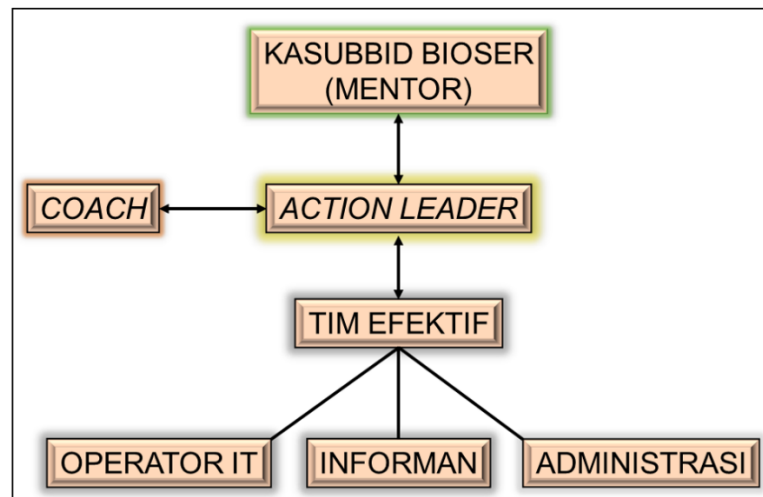 KASUBBID BIOSER
(MENTOR)
COACH
ACTION LEADER
TIM EFEKTIF
OPERATOR IT
INFORMAN
ADMINISTRASI